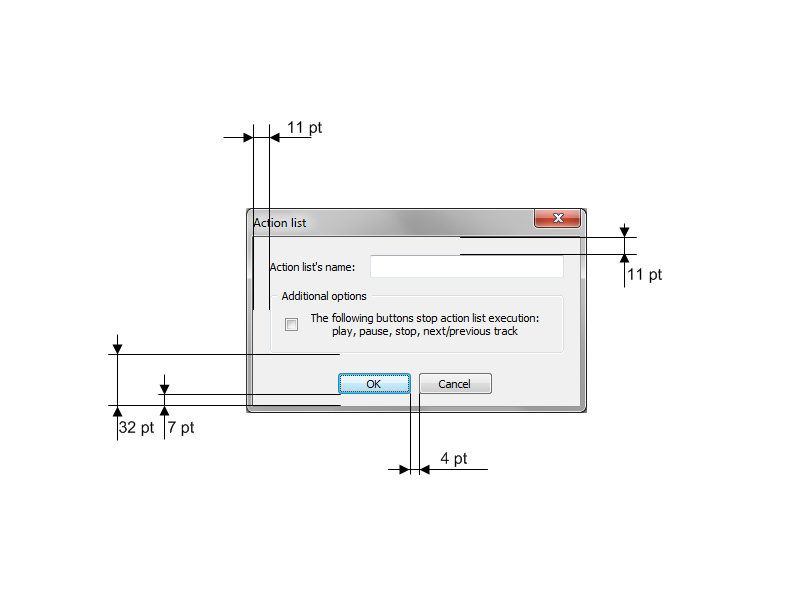 11 pt
Action list
11 pt
Action list's name:
Additional options
The following buttons stop action list execution:
play, pause, stop, next/previous track
OK
Cancel
32 pt
7 pt
4 pt